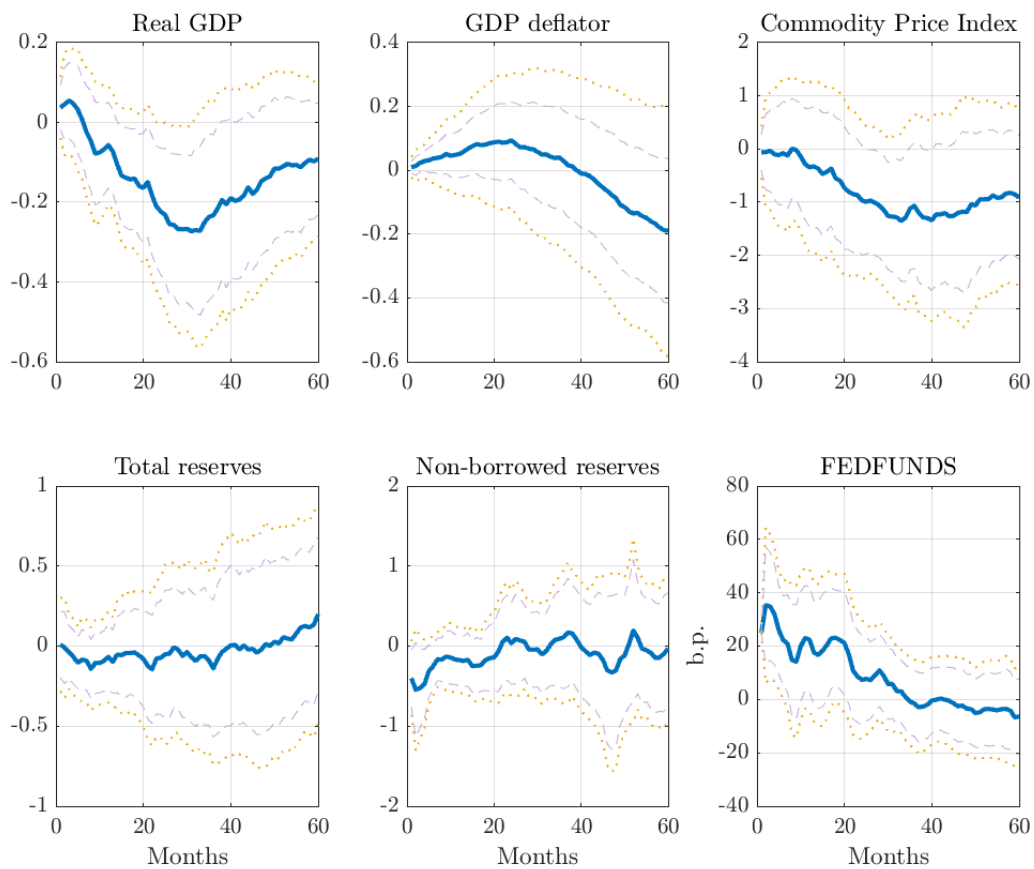 Real GDP
GDP deflator
Commodity Price Index
0.2
0
-0.2
-0.4
-0.6
0 20 40 60
0.4
0.2
0
-0.2
-0.4
-0.6
0 20 40 60
2
1
0
-1
-2
-3
-4
0 20 40 60
Total reserves
Non-borrowed reserves
FEDFUNDS
1
0.5
0
-0.5
-1
0 20 40 60
Months
2
1
0
-1
-2
0 20 40 60
Months
b.p.
80
60
40
20
0
-20
-40
0 20 40 60
Months